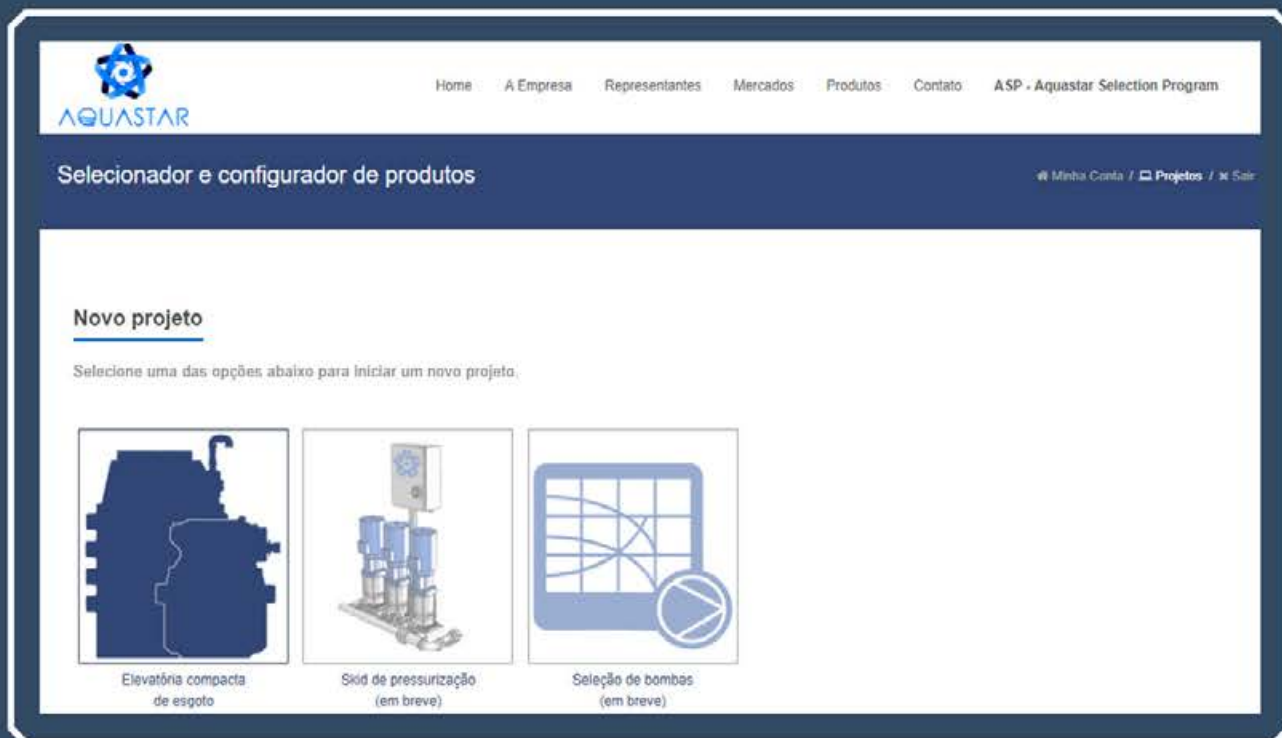 AQUASTAR
Home A Empresa Representantes Mercados Produtos Contato ASP - Aquastar Selection Program
Selecionador e configurador de produtos
Minha Conta / Projetos / Sair
Novo projeto
Selecione uma das opções abaixo para iniciar um novo projeto.
Elevatória compacta
de esgoto
Skid de pressurização
(em breve)
Seleção de bombas
(em breve)